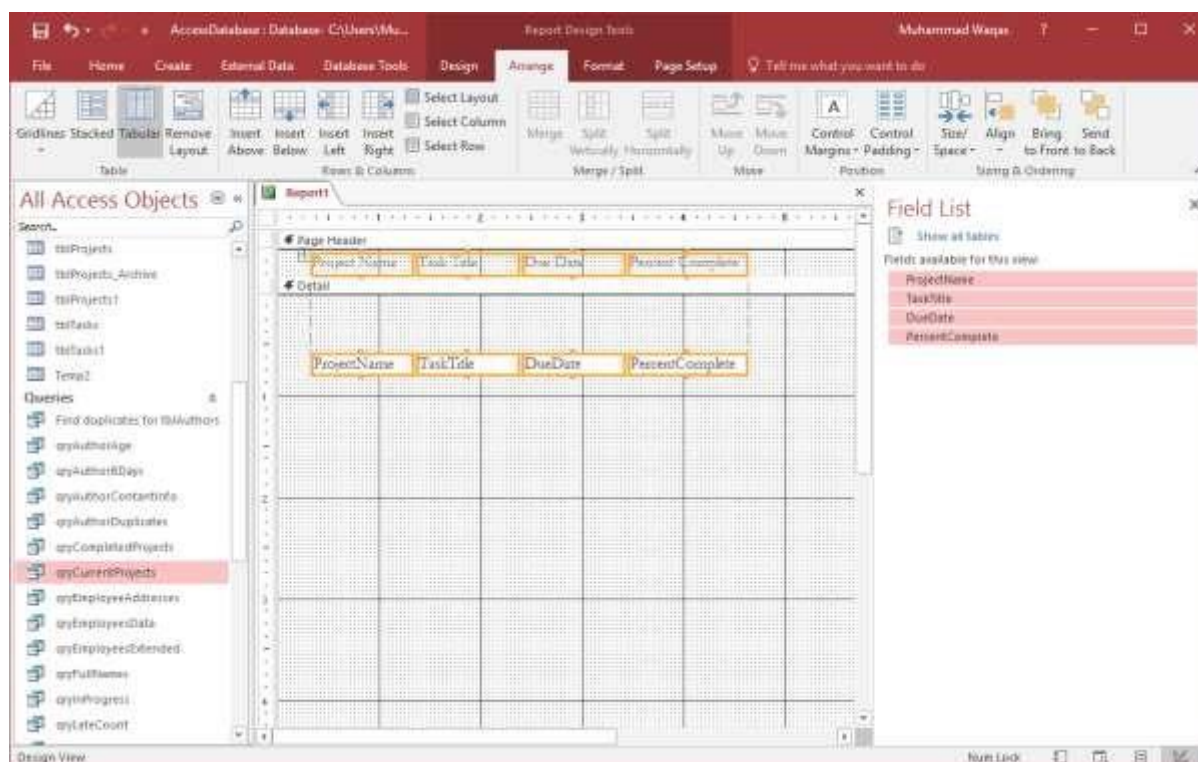 AccessDatabase : Database- C:\Users\Mu... Report Design Tools Muhammad Waqas ?
File Home Create External Data Database Tools Design Arrange Format Page Setup Tell me what you want to do
Gridlines Stacked Tabular Remove Layout Insert Above Insert Below Insert Left Insert Right Select Layout Select Column Select Row Merge Split Vertically Split Horizontally Move Up Move Down Control Margins Control Padding Size/ Space Align Bring to Front Send to Back
Table Rows & Columns Merge / Split Move Position Sizing & Ordering
All Access Objects
Search...
tblProjects
tblProjects_Archive
tblProjects1
tblTasks
tblTasks1
Temp2
Queries
Find duplicates for tblAuthors
qryAuthorAge
qryAuthorBDays
qryAuthorContactInfo
qryAuthorDuplicates
qryCompletedProjects
qryCurrentProjects
qryEmployeeAddresses
qryEmployeesData
qryEmployeesExtended
qryFullNames
qryInProgress
qryLateCount
Report1
Page Header
Project Name Task Title Due Date Percent Complete
Detail
ProjectName TaskTitle DueDate PercentComplete
1
2
3
4
Field List
Show all tables
Fields available for this view:
ProjectName
TaskTitle
DueDate
PercentComplete
Design View Num Lock